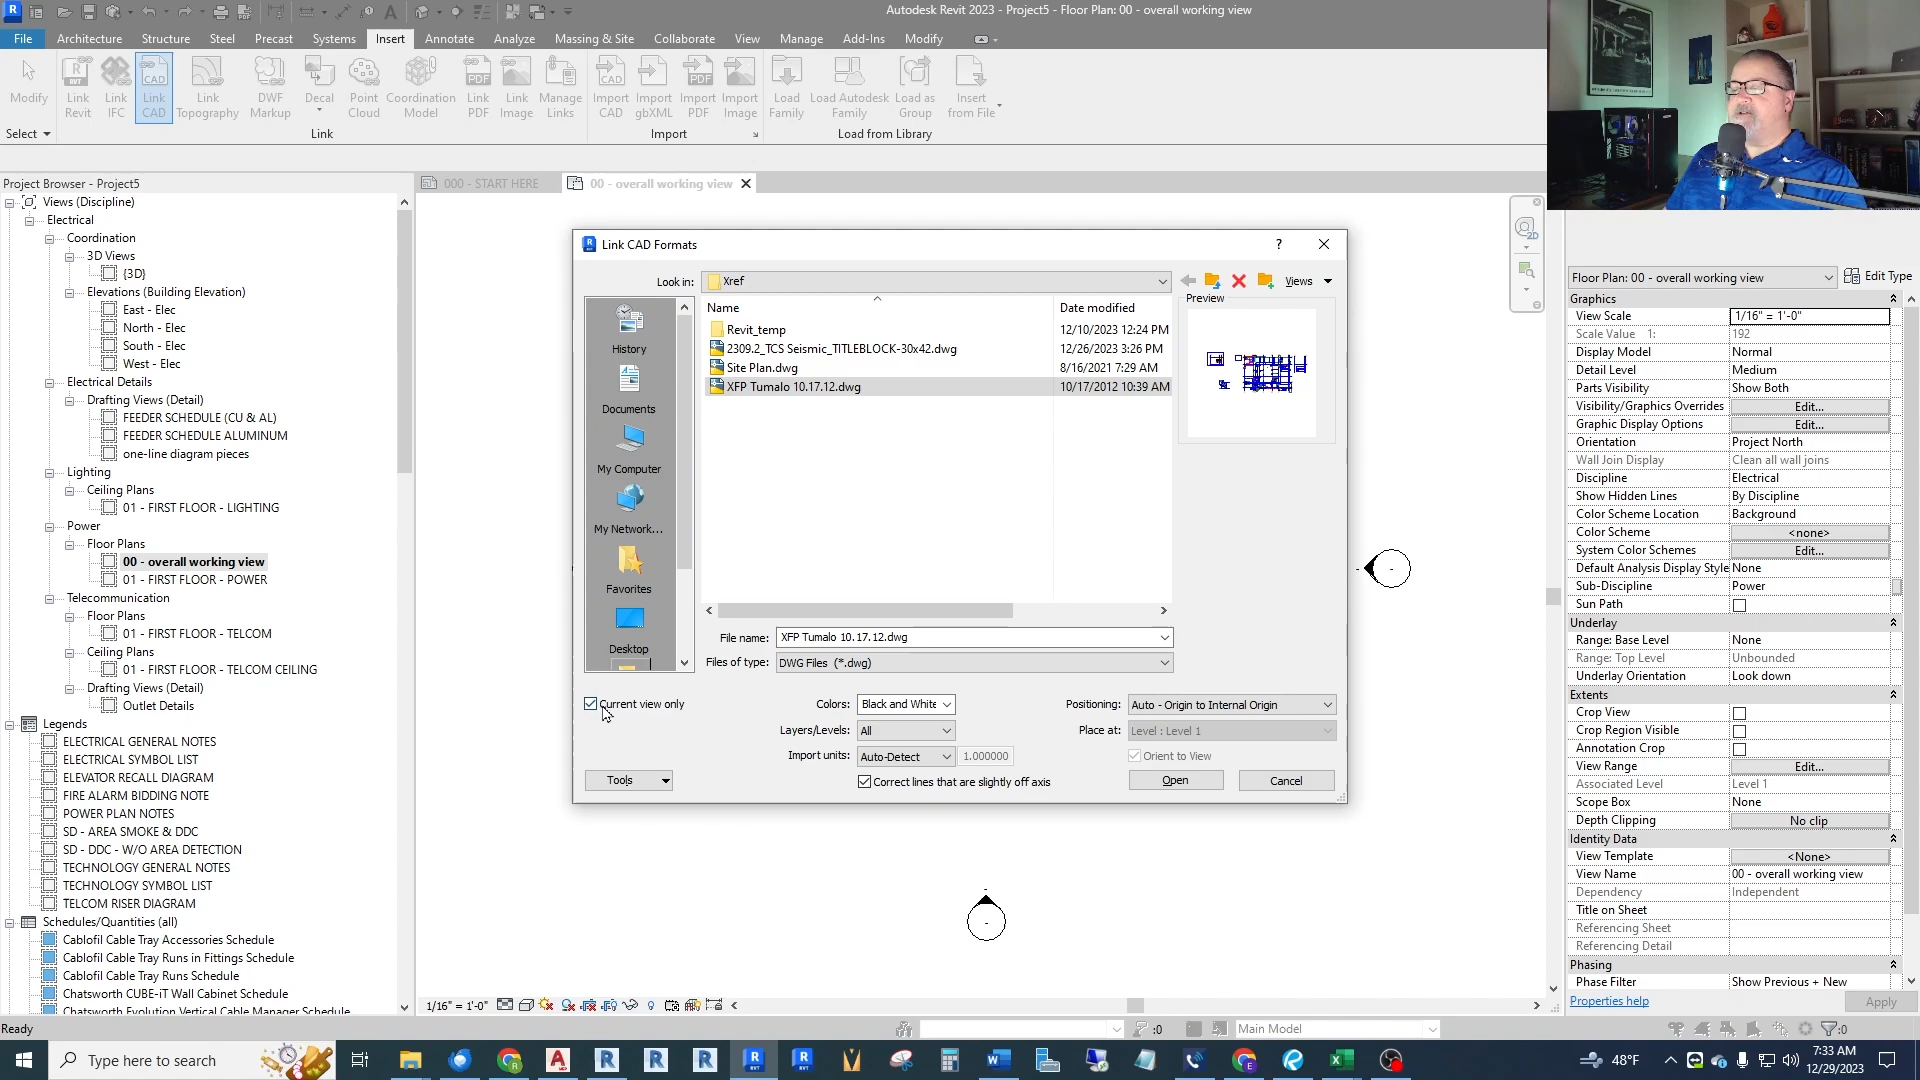 Autodesk Revit 2023 - Project5 - Floor Plan: 00 - overall working view
File Architecture Structure Steel Precast Systems Insert Annotate Analyze Massing & Site Collaborate View Manage Add-Ins Modify
Modify
Link Revit
Link IFC
Link CAD
Link Topography
DWF Markup
Decal
Point Cloud
Coordination Model
Link PDF
Link Image
Manage Links
Import CAD
Import gbXML
Import PDF
Import Image
Load Family
Load Autodesk Family
Load as Group
Insert from File
Select Link Import Load from Library
Project Browser - Project5
000 - START HERE
00 - overall working view
Views (Discipline)
Electrical
Coordination
3D Views
{3D}
Elevations (Building Elevation)
East - Elec
North - Elec
South - Elec
West - Elec
Electrical Details
Drafting Views (Detail)
FEEDER SCHEDULE (CU & AL)
FEEDER SCHEDULE ALUMINUM
one-line diagram pieces
Lighting
Ceiling Plans
01 - FIRST FLOOR - LIGHTING
Power
Floor Plans
00 - overall working view
01 - FIRST FLOOR - POWER
Telecommunication
Floor Plans
01 - FIRST FLOOR - TELCOM
Ceiling Plans
01 - FIRST FLOOR - TELCOM CEILING
Drafting Views (Detail)
Outlet Details
Legends
ELECTRICAL GENERAL NOTES
ELECTRICAL SYMBOL LIST
ELEVATOR RECALL DIAGRAM
FIRE ALARM BIDDING NOTE
POWER PLAN NOTES
SD - AREA SMOKE & DDC
SD - DDC - W/O AREA DETECTION
TECHNOLOGY GENERAL NOTES
TECHNOLOGY SYMBOL LIST
TELCOM RISER DIAGRAM
Schedules/Quantities (all)
Cablofil Cable Tray Accessories Schedule
Cablofil Cable Tray Runs in Fittings Schedule
Cablofil Cable Tray Runs Schedule
Chatsworth CUBE-iT Wall Cabinet Schedule
Chatsworth Evolution Vertical Cable Manager Schedule
Link CAD Formats
?
Look in: Xref
Views
Name Date modified
Preview
Revit_temp 12/10/2023 12:24 PM
2309.2_TCS Seismic_TITLEBLOCK-30x42.dwg 12/26/2023 3:26 PM
Site Plan.dwg 8/16/2021 7:29 AM
XFP Tumalo 10.17.12.dwg 10/17/2012 10:39 AM
History
Documents
My Computer
My Network...
Favorites
Desktop
File name: XFP Tumalo 10.17.12.dwg
Files of type: DWG Files (*.dwg)
Current view only
Colors: Black and White
Positioning: Auto - Origin to Internal Origin
Layers/Levels: All
Place at: Level : Level 1
Import units: Auto-Detect 1.000000
Orient to View
Correct lines that are slightly off axis
Tools
Open
Cancel
2D
Floor Plan: 00 - overall working view Edit Type
Graphics
View Scale 1/16" = 1'-0"
Scale Value 1: 192
Display Model Normal
Detail Level Medium
Parts Visibility Show Both
Visibility/Graphics Overrides Edit...
Graphic Display Options Edit...
Orientation Project North
Wall Join Display Clean all wall joins
Discipline Electrical
Show Hidden Lines By Discipline
Color Scheme Location Background
Color Scheme <none>
System Color Schemes Edit...
Default Analysis Display Style None
Sub-Discipline Power
Sun Path
Underlay
Range: Base Level None
Range: Top Level Unbounded
Underlay Orientation Look down
Extents
Crop View
Crop Region Visible
Annotation Crop
View Range Edit...
Associated Level Level 1
Scope Box None
Depth Clipping No clip
Identity Data
View Template <None>
View Name 00 - overall working view
Dependency Independent
Title on Sheet
Referencing Sheet
Referencing Detail
Phasing
Phase Filter Show Previous + New
Properties help Apply
1/16" = 1'-0"
Ready
:0
Main Model
:0
Type here to search
48°F
7:33 AM
12/29/2023